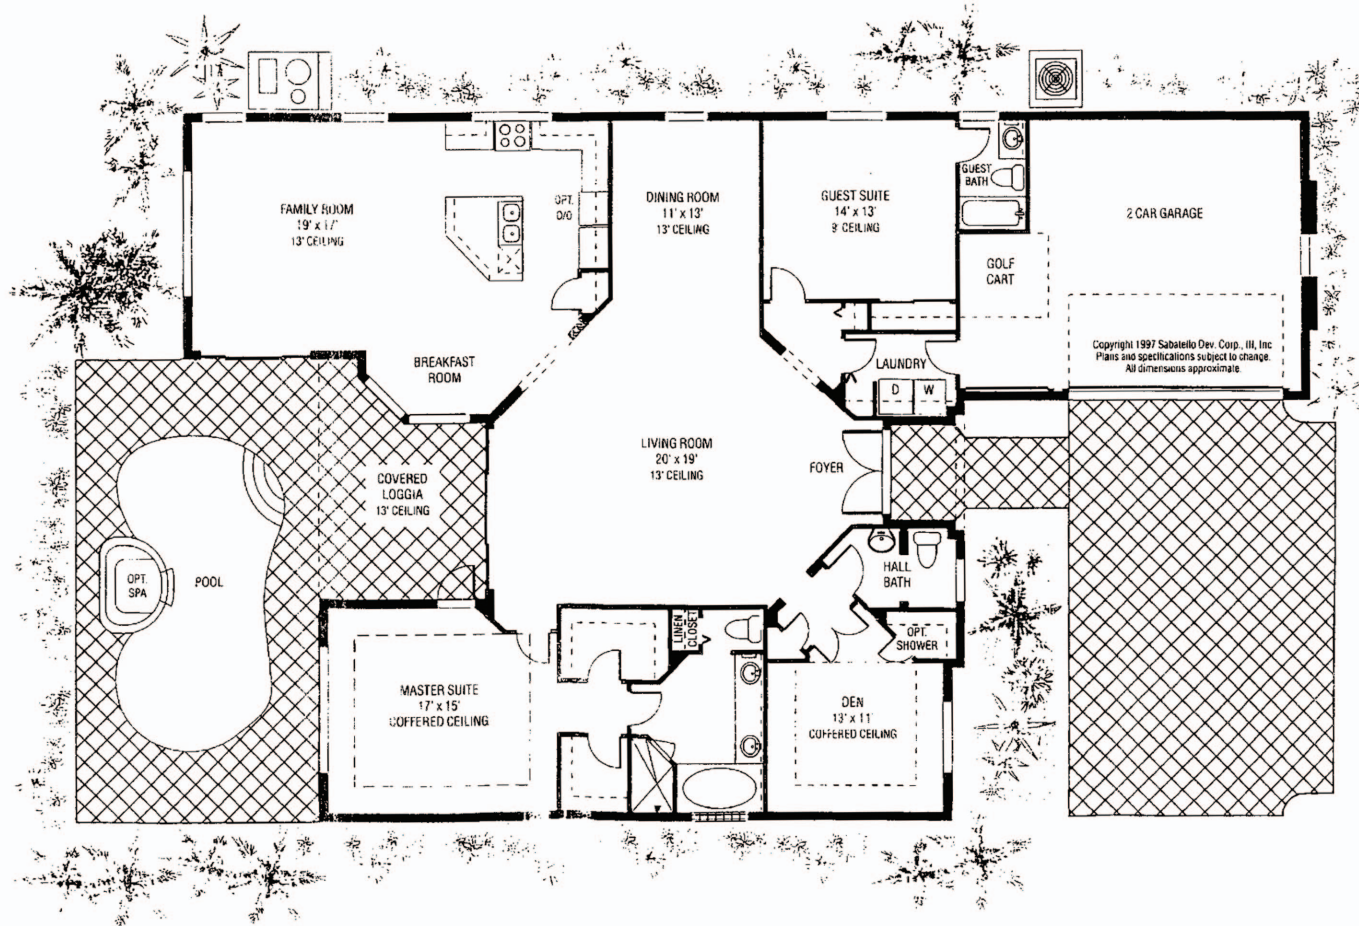 FAMILY ROOM
19' x 17'
13' CEILING
OPT.
O/O
DINING ROOM
11' x 13'
13' CEILING
GUEST SUITE
14' x 13'
9' CEILING
GUEST
BATH
2 CAR GARAGE
GOLF
CART
BREAKFAST
ROOM
LAUNDRY
D W
Copyright 1997 Sabatello Dev. Corp., III, Inc
Plans and specifications subject to change.
All dimensions approximate.
LIVING ROOM
20' x 19'
13' CEILING
FOYER
COVERED
LOGGIA
13' CEILING
OPT.
SPA
POOL
HALL
BATH
LINEN
CLOSET
OPT.
SHOWER
MASTER SUITE
17' x 15'
COFFERED CEILING
DEN
13' x 11'
COFFERED CEILING